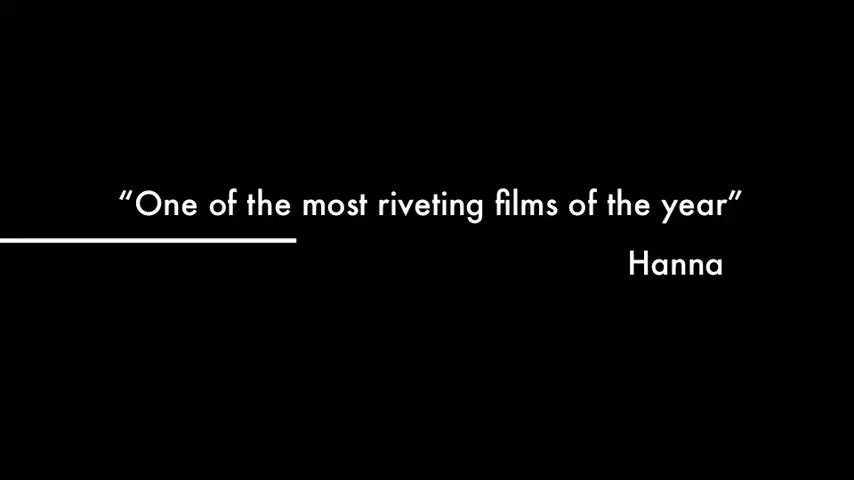 “One of the most riveting films of the year”
Hanna